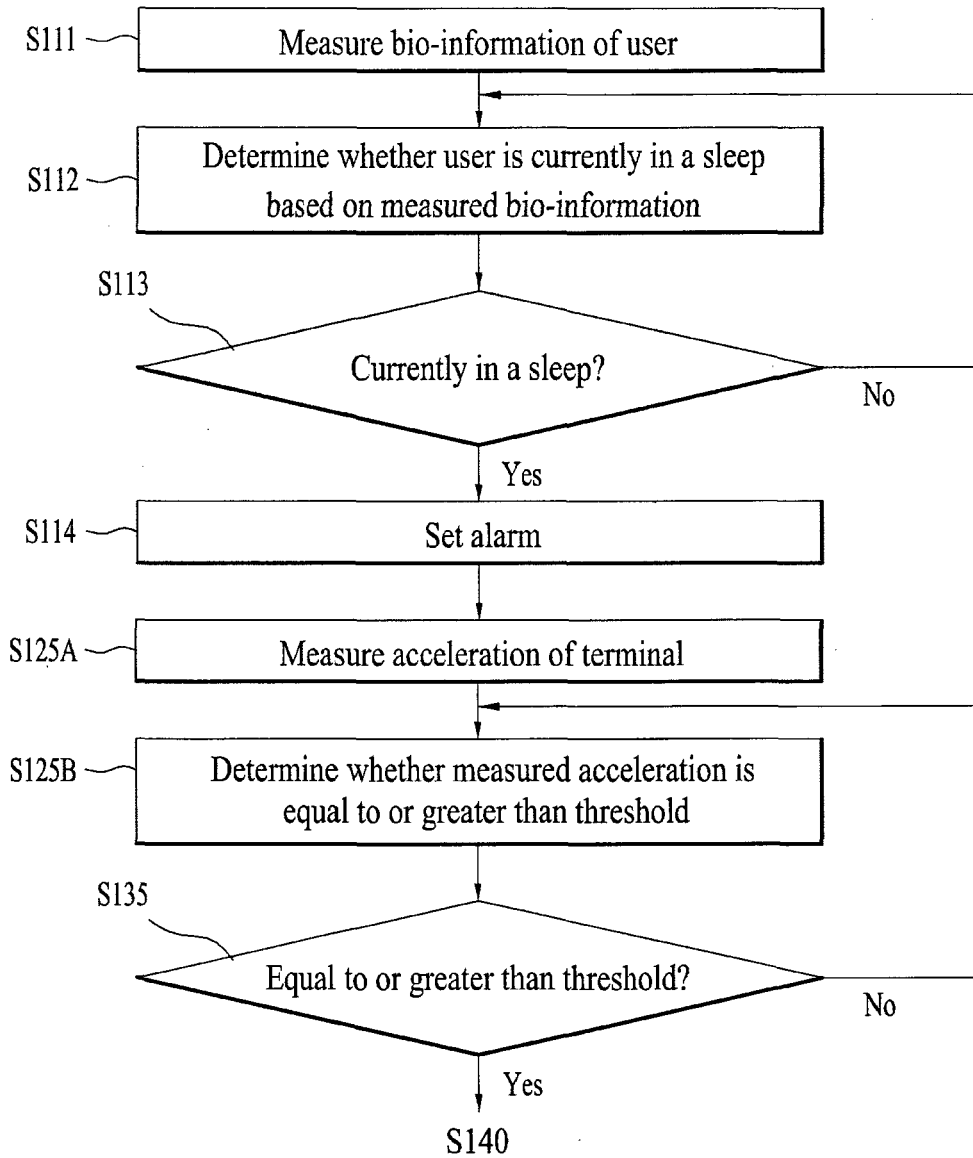 S111
Measure bio-information of user
S112
Determine whether user is currently in a sleep
based on measured bio-information
S113
Currently in a sleep?
No
Yes
S114
Set alarm
S125A
Measure acceleration of terminal
S125B
Determine whether measured acceleration is
equal to or greater than threshold
S135
Equal to or greater than threshold?
No
Yes
S140